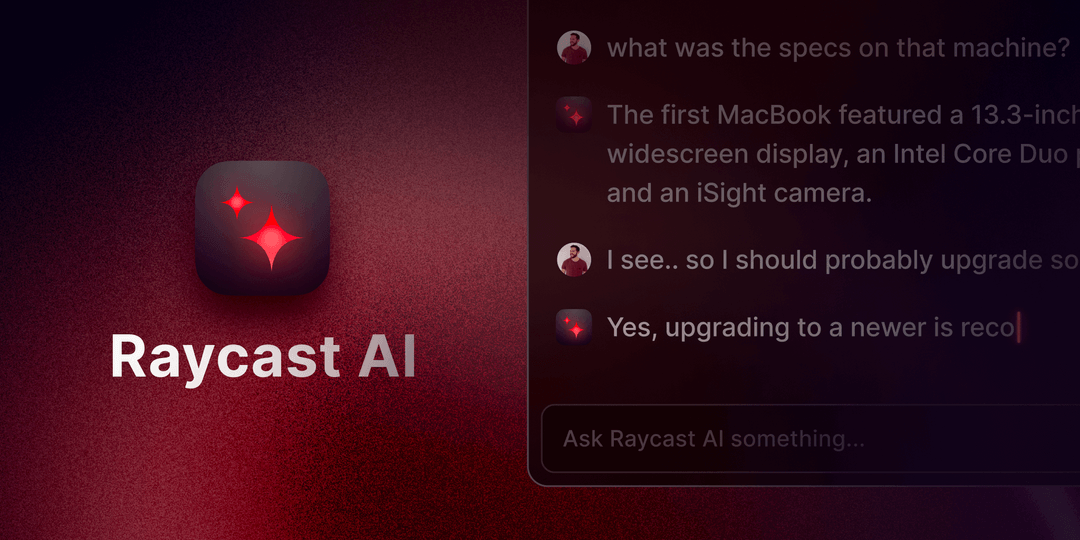 Raycast AI
what was the specs on that machine?
The first MacBook featured a 13.3-inch
widescreen display, an Intel Core Duo
and an iSight camera.
I see.. so I should probably upgrade so
Yes, upgrading to a newer is reco
Ask Raycast AI something...